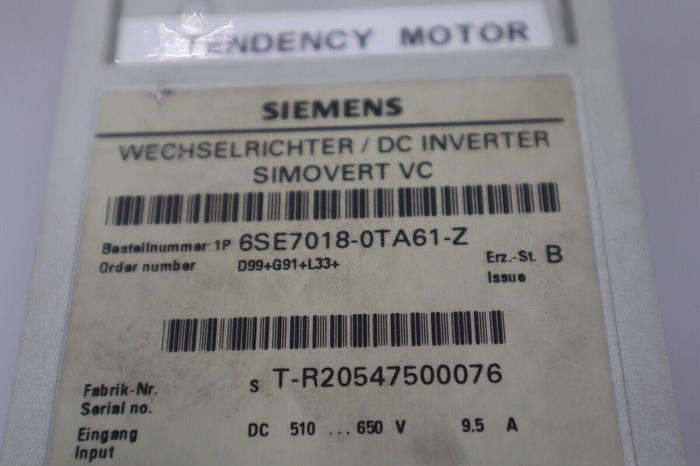 TENDENCY MOTOR
SIEMENS
WECHSELRICHTER / DC INVERTER
SIMOVERT VC
Bestellnummer: 1P 6SE7018-0TA61-Z
Order number D99+G91+L33+
Erz.-St. B
Issue
Fabrik-Nr. S T-R20547500076
Serial no.
Eingang DC 510 ... 650 V 9.5 A
Input